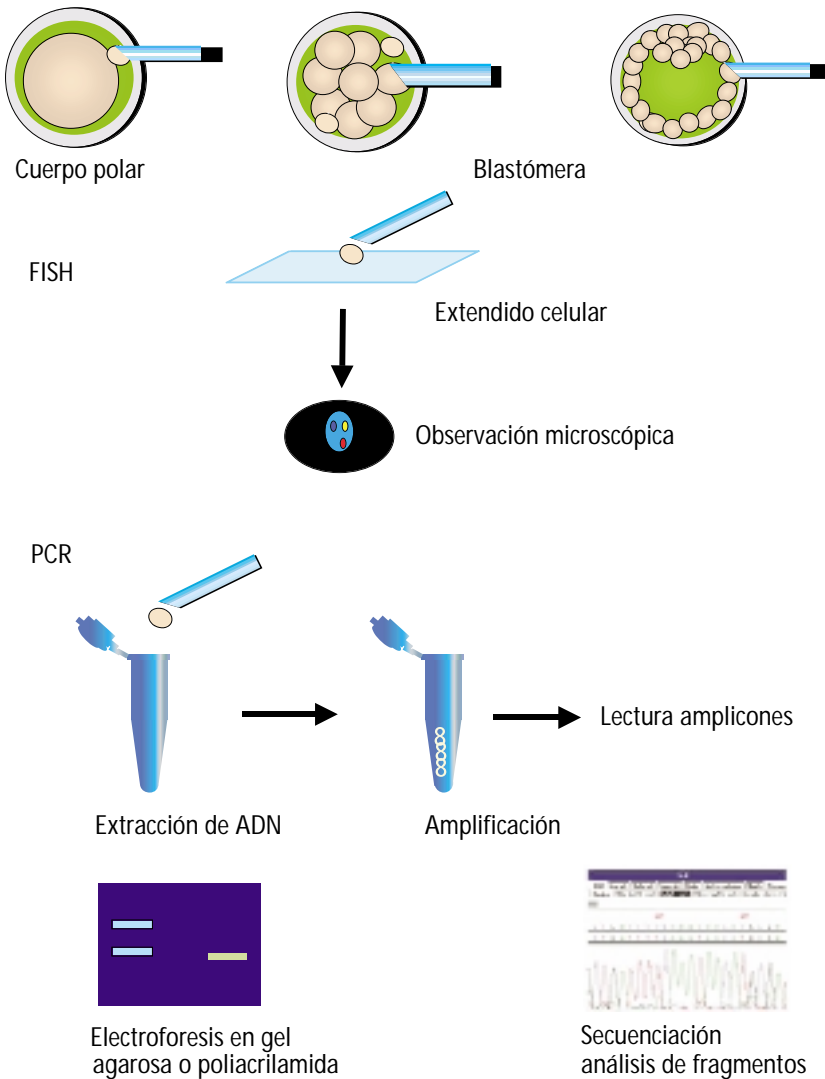 Cuerpo polar
Blastómera
FISH
Extendido celular
Observación microscópica
PCR
Lectura amplicones
Extracción de ADN
Amplificación
Electroforesis en gel
agarosa o poliacrilamida
Secuenciación
análisis de fragmentos